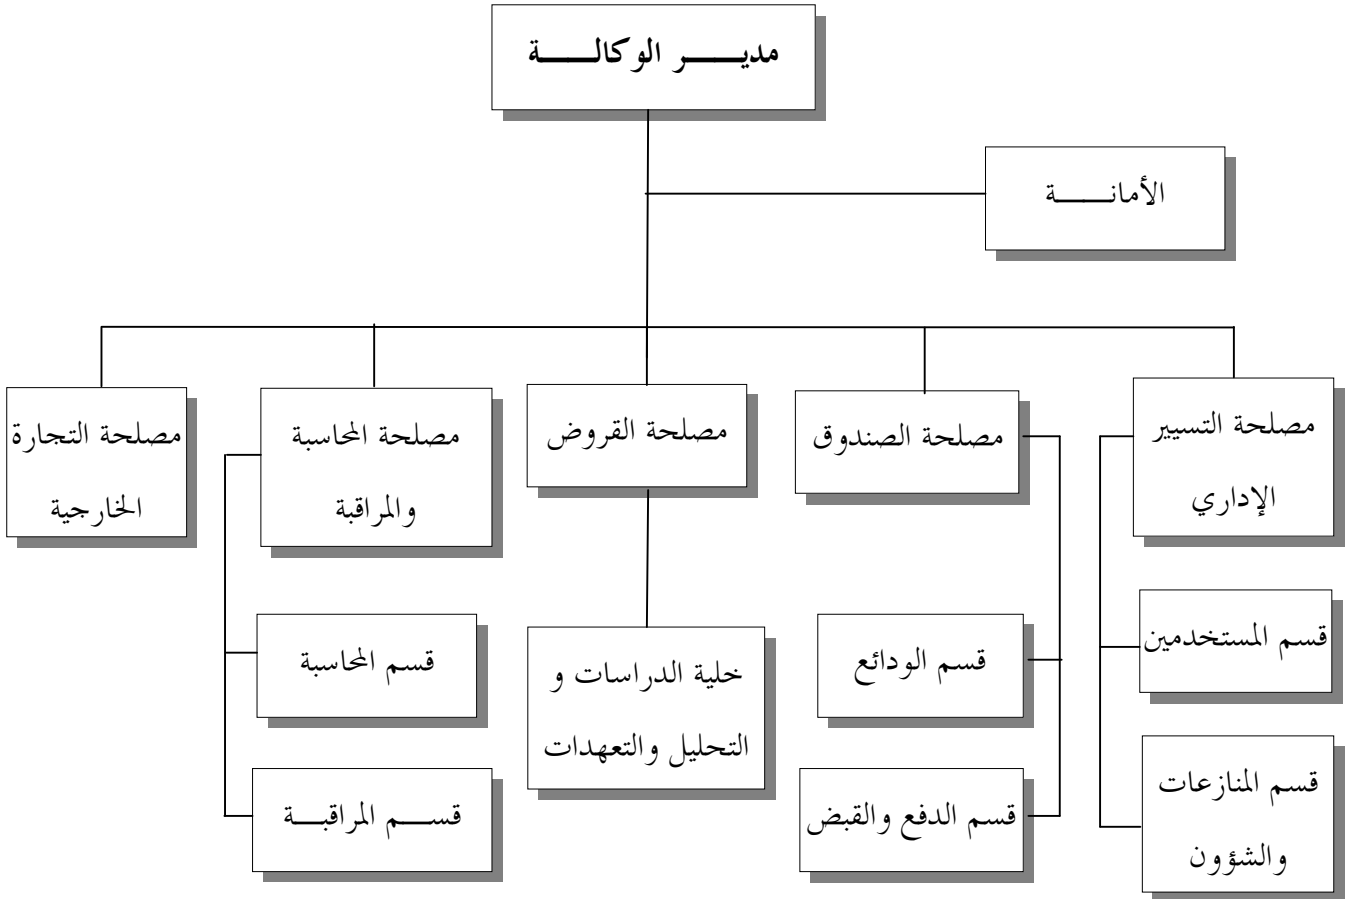 مديـــــر الوكالـــــة
الأمانـــــة
مصلحة التسيير
الإداري
مصلحة الصندوق
مصلحة القروض
مصلحة المحاسبة
والمراقبة
مصلحة التجارة
الخارجية
قسم المستخدمين
قسم الودائع
خلية الدراسات و
التحليل والتعهدات
قسم المحاسبة
قسم المنازعات
والشؤون
قسم الدفع والقبض
قســـم المراقبـــة